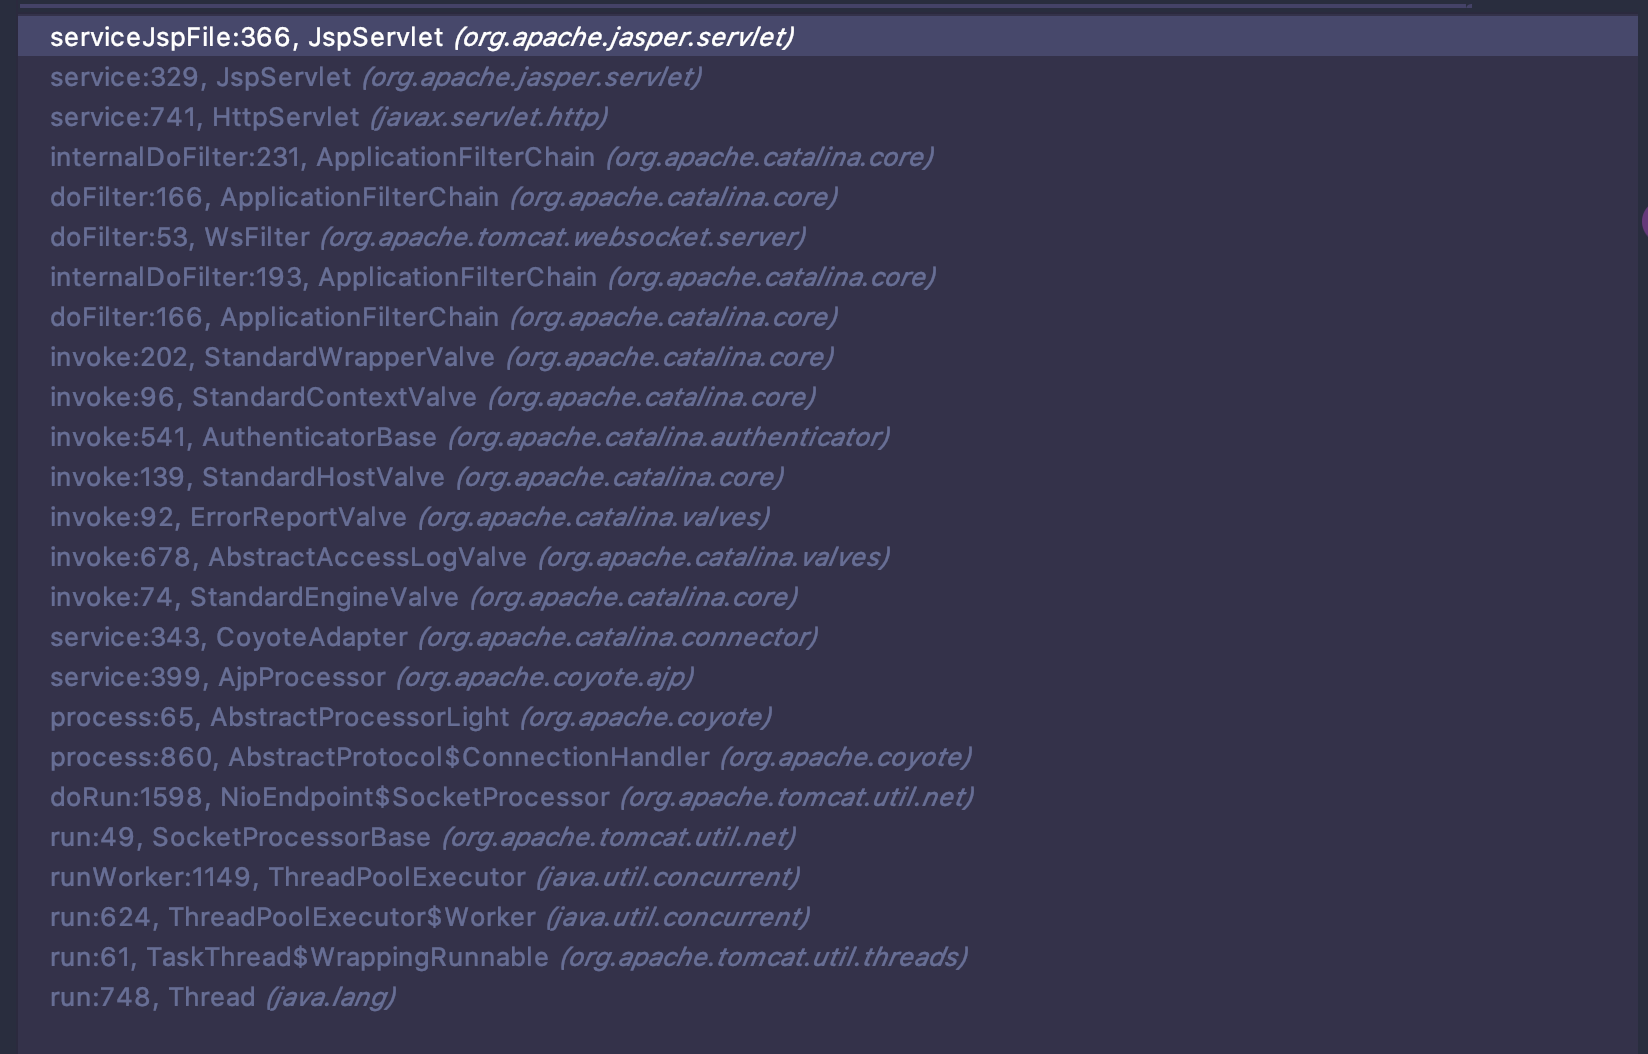 serviceJspFile:366, JspServlet (org.apache.jasper.servlet)
service:329, JspServlet (org.apache.jasper.servlet)
service:741, HttpServlet (javax.servlet.http)
internalDoFilter:231, ApplicationFilterChain (org.apache.catalina.core)
doFilter:166, ApplicationFilterChain (org.apache.catalina.core)
doFilter:53, WsFilter (org.apache.tomcat.websocket.server)
internalDoFilter:193, ApplicationFilterChain (org.apache.catalina.core)
doFilter:166, ApplicationFilterChain (org.apache.catalina.core)
invoke:202, StandardWrapperValve (org.apache.catalina.core)
invoke:96, StandardContextValve (org.apache.catalina.core)
invoke:541, AuthenticatorBase (org.apache.catalina.authenticator)
invoke:139, StandardHostValve (org.apache.catalina.core)
invoke:92, ErrorReportValve (org.apache.catalina.valves)
invoke:678, AbstractAccessLogValve (org.apache.catalina.valves)
invoke:74, StandardEngineValve (org.apache.catalina.core)
service:343, CoyoteAdapter (org.apache.catalina.connector)
service:399, AjpProcessor (org.apache.coyote.ajp)
process:65, AbstractProcessorLight (org.apache.coyote)
process:860, AbstractProtocol$ConnectionHandler (org.apache.coyote)
doRun:1598, NioEndpoint$SocketProcessor (org.apache.tomcat.util.net)
run:49, SocketProcessorBase (org.apache.tomcat.util.net)
runWorker:1149, ThreadPoolExecutor (java.util.concurrent)
run:624, ThreadPoolExecutor$Worker (java.util.concurrent)
run:61, TaskThread$WrappingRunnable (org.apache.tomcat.util.threads)
run:748, Thread (java.lang)